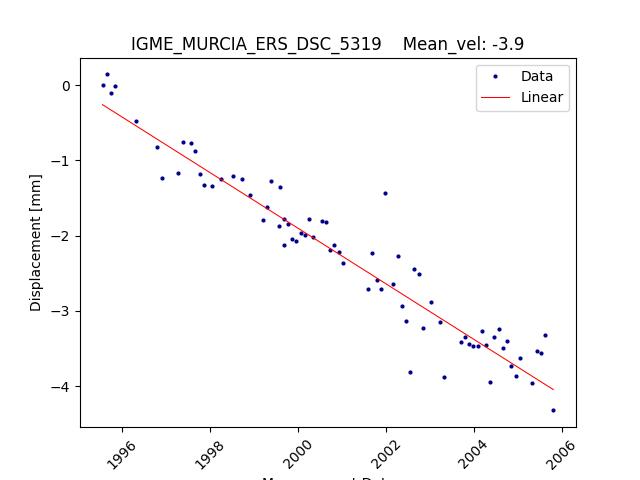 IGME_MURCIA_ERS_DSC_5319    Mean_vel: -3.9
Data
Linear
Displacement [mm]
0
−1
−2
−3
−4
1996
1998
2000
2002
2004
2006